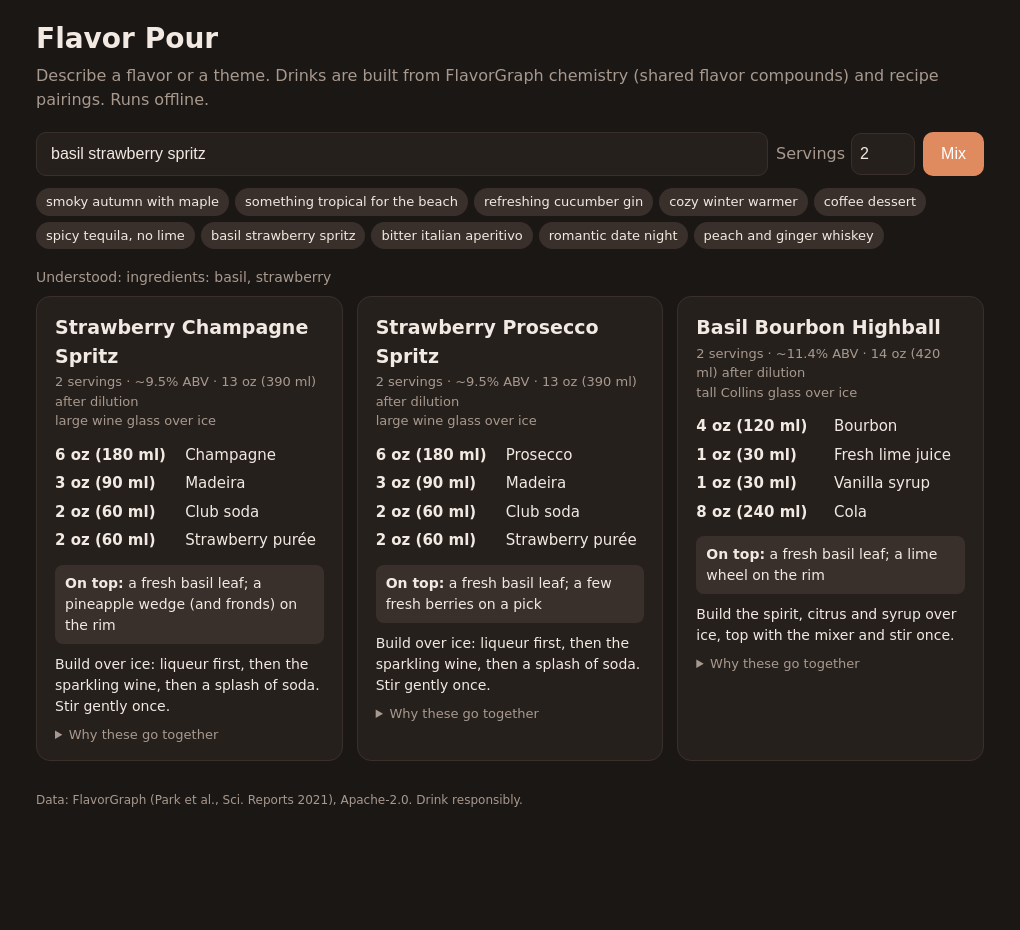 Flavor Pour
Describe a flavor or a theme. Drinks are built from FlavorGraph chemistry (shared flavor compounds) and recipe
pairings. Runs offline.
basil strawberry spritz
Servings
2
Mix
smoky autumn with maple
something tropical for the beach
refreshing cucumber gin
cozy winter warmer
coffee dessert
spicy tequila, no lime
basil strawberry spritz
bitter italian aperitivo
romantic date night
peach and ginger whiskey
Understood: ingredients: basil, strawberry
Strawberry Champagne
Spritz
2 servings · ~9.5% ABV · 13 oz (390 ml)
after dilution
large wine glass over ice
6 oz (180 ml) Champagne
3 oz (90 ml) Madeira
2 oz (60 ml) Club soda
2 oz (60 ml) Strawberry purée
On top: a fresh basil leaf; a
pineapple wedge (and fronds) on
the rim
Build over ice: liqueur first, then the
sparkling wine, then a splash of soda.
Stir gently once.
▶ Why these go together
Strawberry Prosecco
Spritz
2 servings · ~9.5% ABV · 13 oz (390 ml)
after dilution
large wine glass over ice
6 oz (180 ml) Prosecco
3 oz (90 ml) Madeira
2 oz (60 ml) Club soda
2 oz (60 ml) Strawberry purée
On top: a fresh basil leaf; a few
fresh berries on a pick
Build over ice: liqueur first, then the
sparkling wine, then a splash of soda.
Stir gently once.
▶ Why these go together
Basil Bourbon Highball
2 servings · ~11.4% ABV · 14 oz (420
ml) after dilution
tall Collins glass over ice
4 oz (120 ml) Bourbon
1 oz (30 ml) Fresh lime juice
1 oz (30 ml) Vanilla syrup
8 oz (240 ml) Cola
On top: a fresh basil leaf; a lime
wheel on the rim
Build the spirit, citrus and syrup over
ice, top with the mixer and stir once.
▶ Why these go together
Data: FlavorGraph (Park et al., Sci. Reports 2021), Apache-2.0. Drink responsibly.